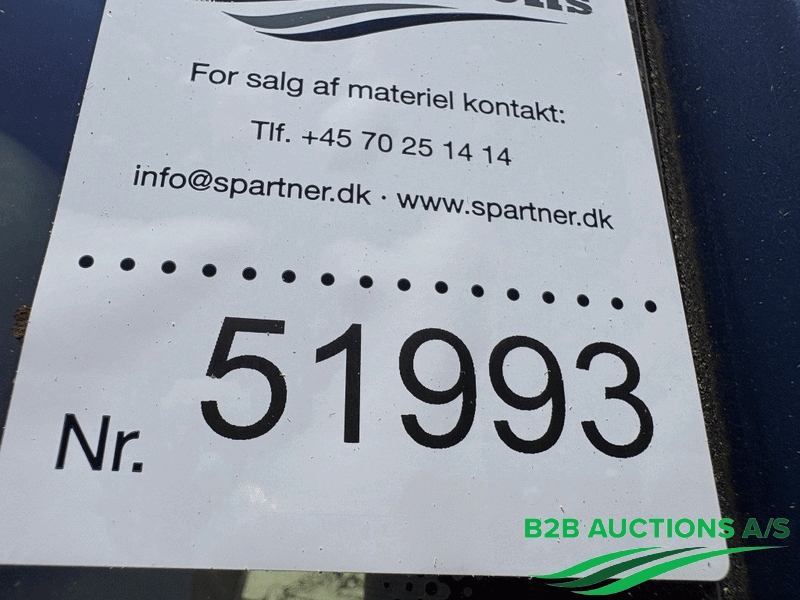 For salg af materiel kontakt:
Tlf. +45 70 25 14 14
info@spartner.dk · www.spartner.dk
Nr. 51993
B2B AUCTIONS A/S